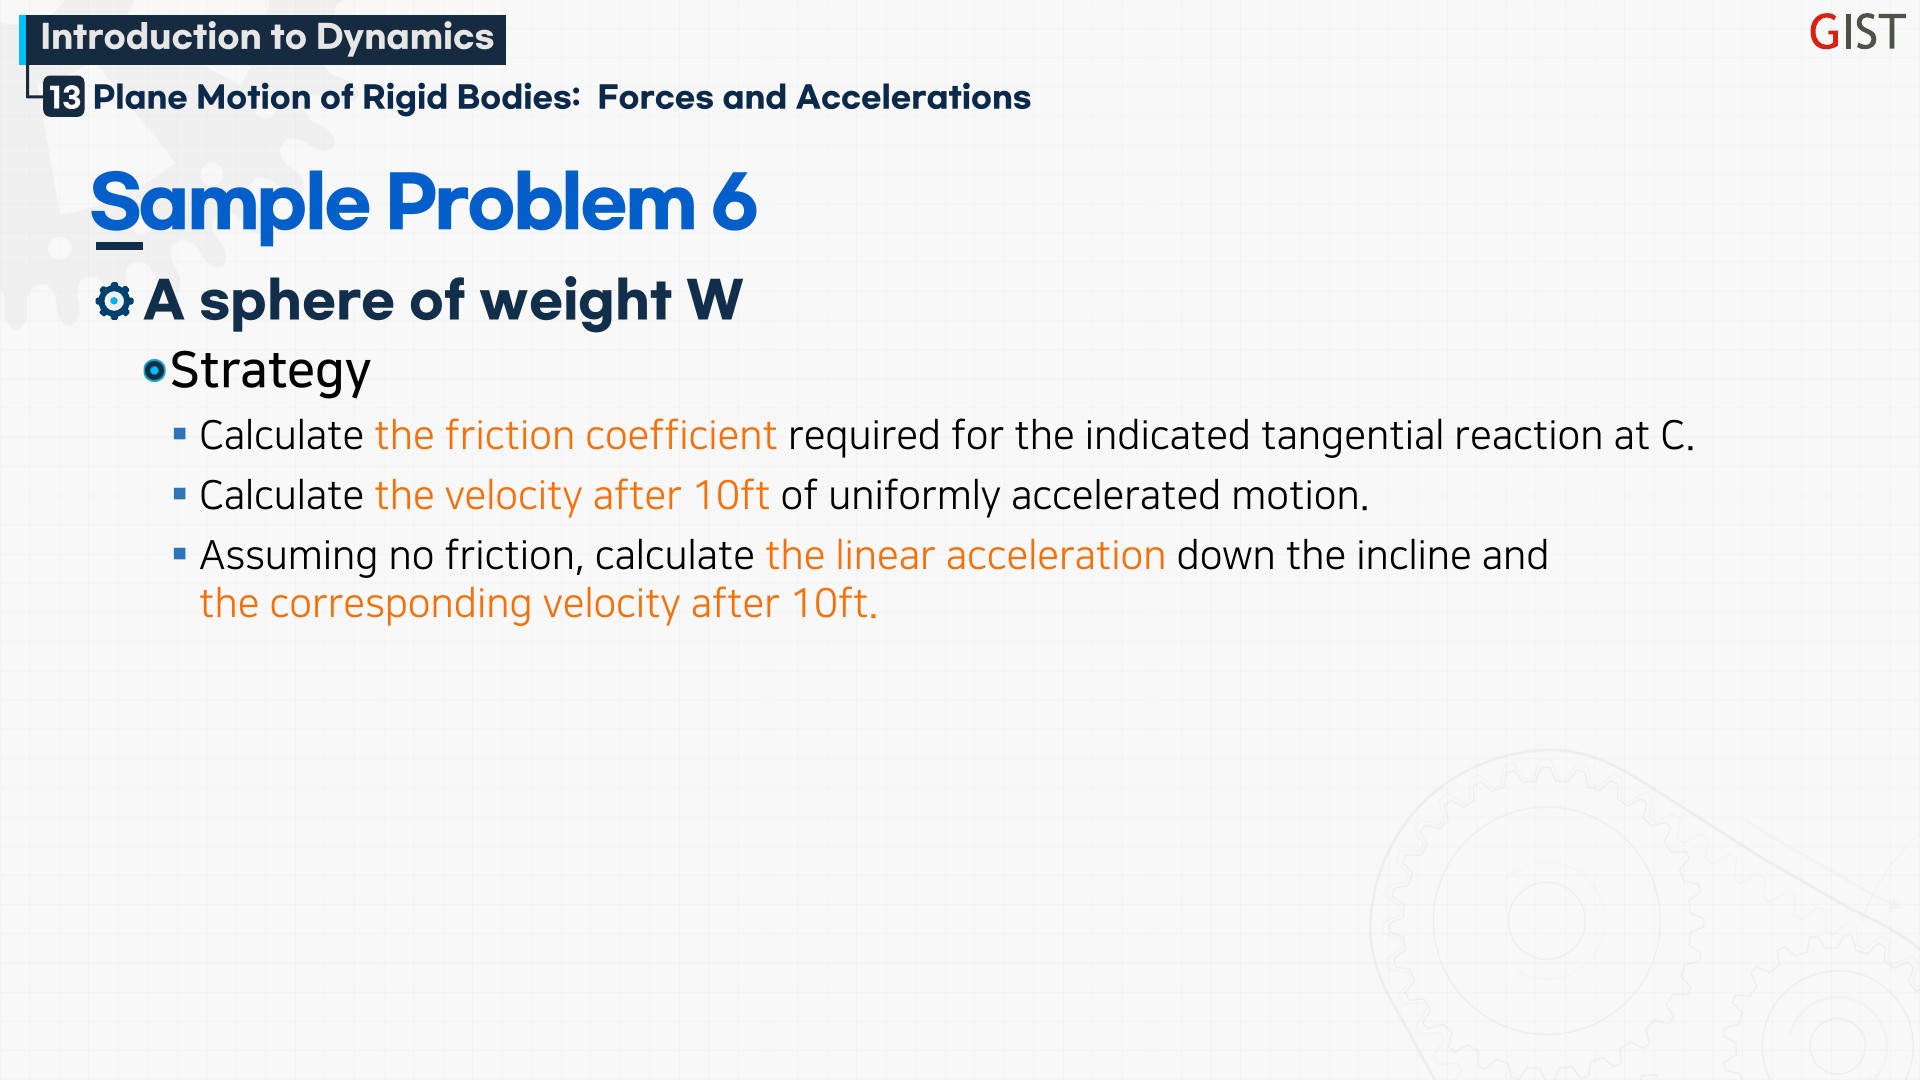 Introduction to Dynamics
GIST
13 Plane Motion of Rigid Bodies: Forces and Accelerations
Sample Problem 6
A sphere of weight W
Strategy
Calculate the friction coefficient required for the indicated tangential reaction at C.
Calculate the velocity after 10ft of uniformly accelerated motion.
Assuming no friction, calculate the linear acceleration down the incline and
the corresponding velocity after 10ft.